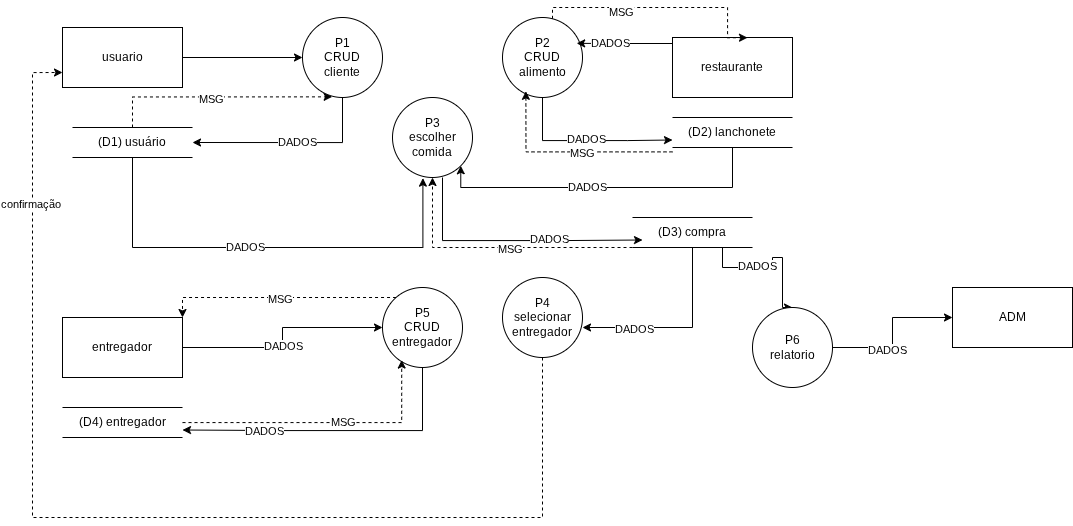 MSG
usuario
P1
CRUD
cliente
P2
CRUD
alimento
DADOS
restaurante
MSG
(D1) usuário
DADOS
P3
escolher
comida
DADOS
MSG
(D2) lanchonete
DADOS
confirmação
DADOS
DADOS
MSG
(D3) compra
DADOS
MSG
entregador
DADOS
P5
CRUD
entregador
P4
selecionar
entregador
DADOS
P6
relatorio
DADOS
ADM
(D4) entregador
MSG
DADOS